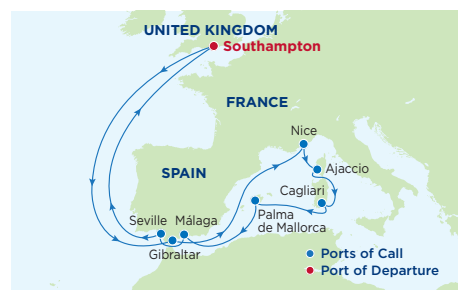 UNITED KINGDOM
Southampton
FRANCE
Nice
Ajaccio
SPAIN
Cagliari
Palma
de Mallorca
Seville
Málaga
Gibraltar
Ports of Call
Port of Departure